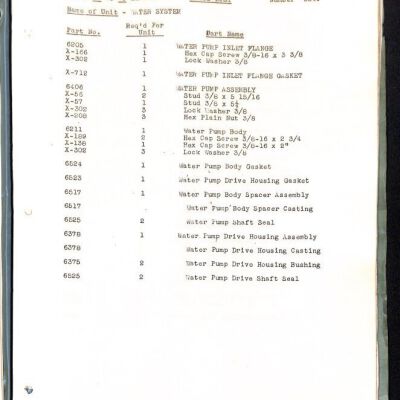 Name of Unit - WATER SYSTEM
Req'd For
Part No. Unit Part Name
6205 1 WATER PUMP INLET FLANGE
X-166 1 Hex Cap Screw 3/8-16 x 3 3/8
X-302 1 Lock Washer 3/8
X-712 1 WATER PUMP INLET FLANGE GASKET
6406 1 WATER PUMP ASSEMBLY
X-55 2 Stud 3/8 x 5 15/16
X-57 1 Stud 3/8 x 5½
X-302 3 Lock Washer 3/8
X-208 3 Hex Plain Nut 3/8
6211 1 Water Pump Body
X-189 2 Hex Cap Screw 3/8-16 x 2 3/4
X-138 1 Hex Cap Screw 3/8-16 x 2"
X-302 3 Lock Washer 3/8
6524 1 Water Pump Body Gasket
6523 1 Water Pump Drive Housing Gasket
6517 1 Water Pump Body Spacer Assembly
6517 Water Pump Body Spacer Casting
6525 2 Water Pump Shaft Seal
6378 1 Water Pump Drive Housing Assembly
6378 Water Pump Drive Housing Casting
6375 2 Water Pump Drive Housing Bushing
6525 2 Water Pump Drive Shaft Seal